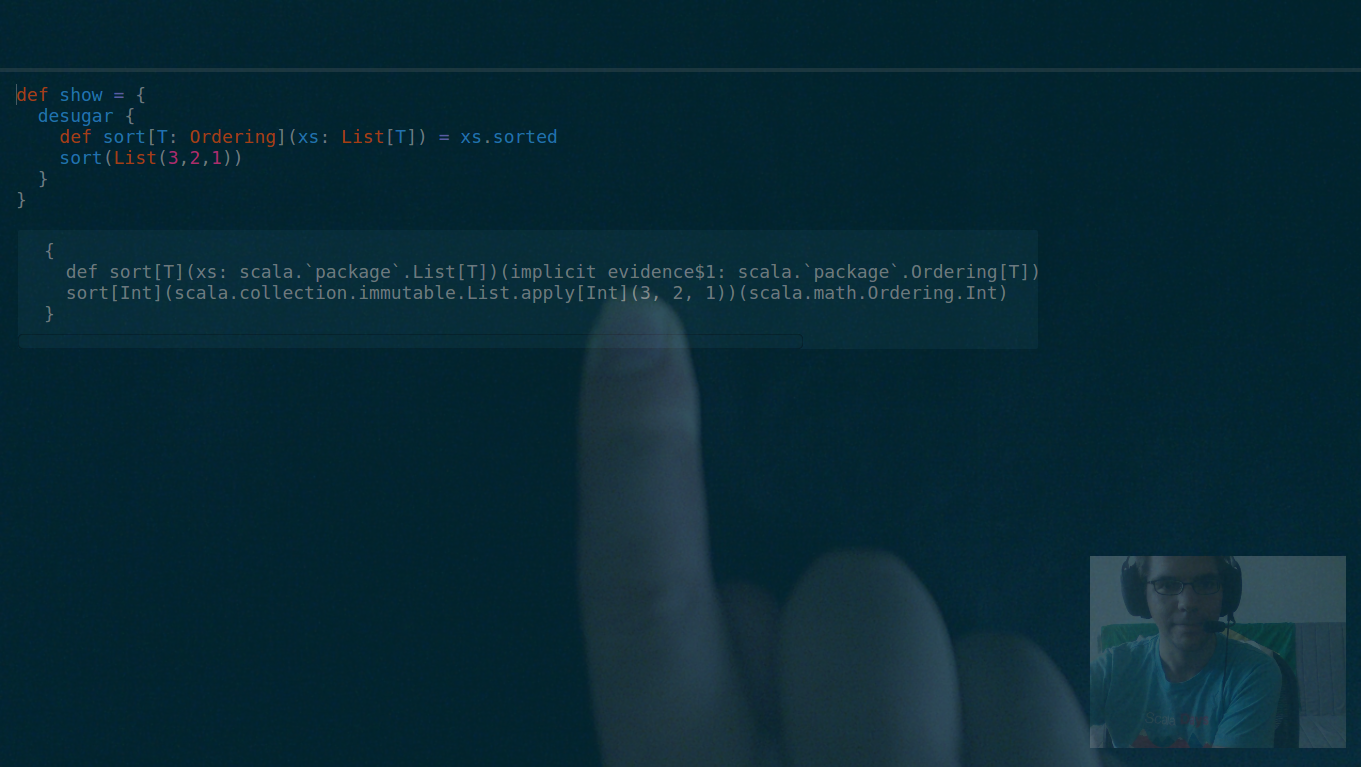 def show = {
desugar {
def sort[T: Ordering](xs: List[T]) = xs.sorted
sort(List(3,2,1))
}
}
{
def sort[T](xs: scala.`package`.List[T])(implicit evidence$1: scala.`package`.Ordering[T])
sort[Int](scala.collection.immutable.List.apply[Int](3, 2, 1))(scala.math.Ordering.Int)
}